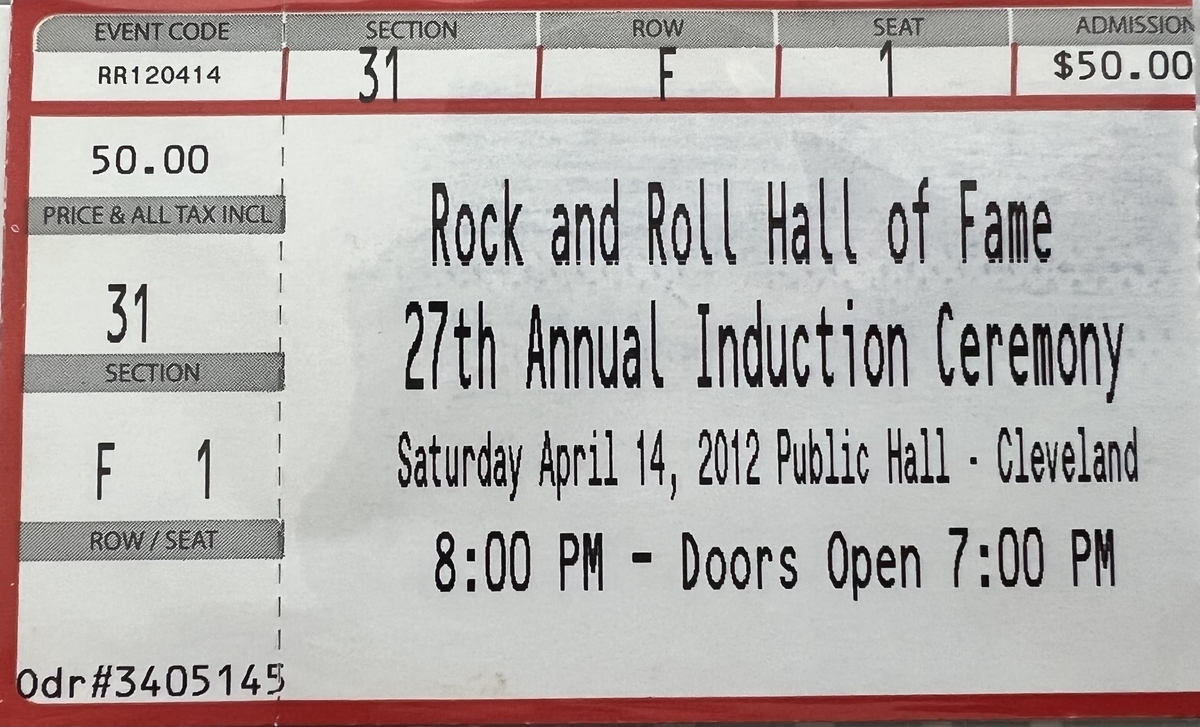 EVENT CODE SECTION ROW SEAT ADMISSION
RR120414 31 F 1 $50.00
50.00
PRICE & ALL TAX INCL
31
SECTION
F 1
ROW / SEAT
Odr#3405145
Rock and Roll Hall of Fame
27th Annual Induction Ceremony
Saturday April 14, 2012 Public Hall - Cleveland
8:00 PM - Doors Open 7:00 PM